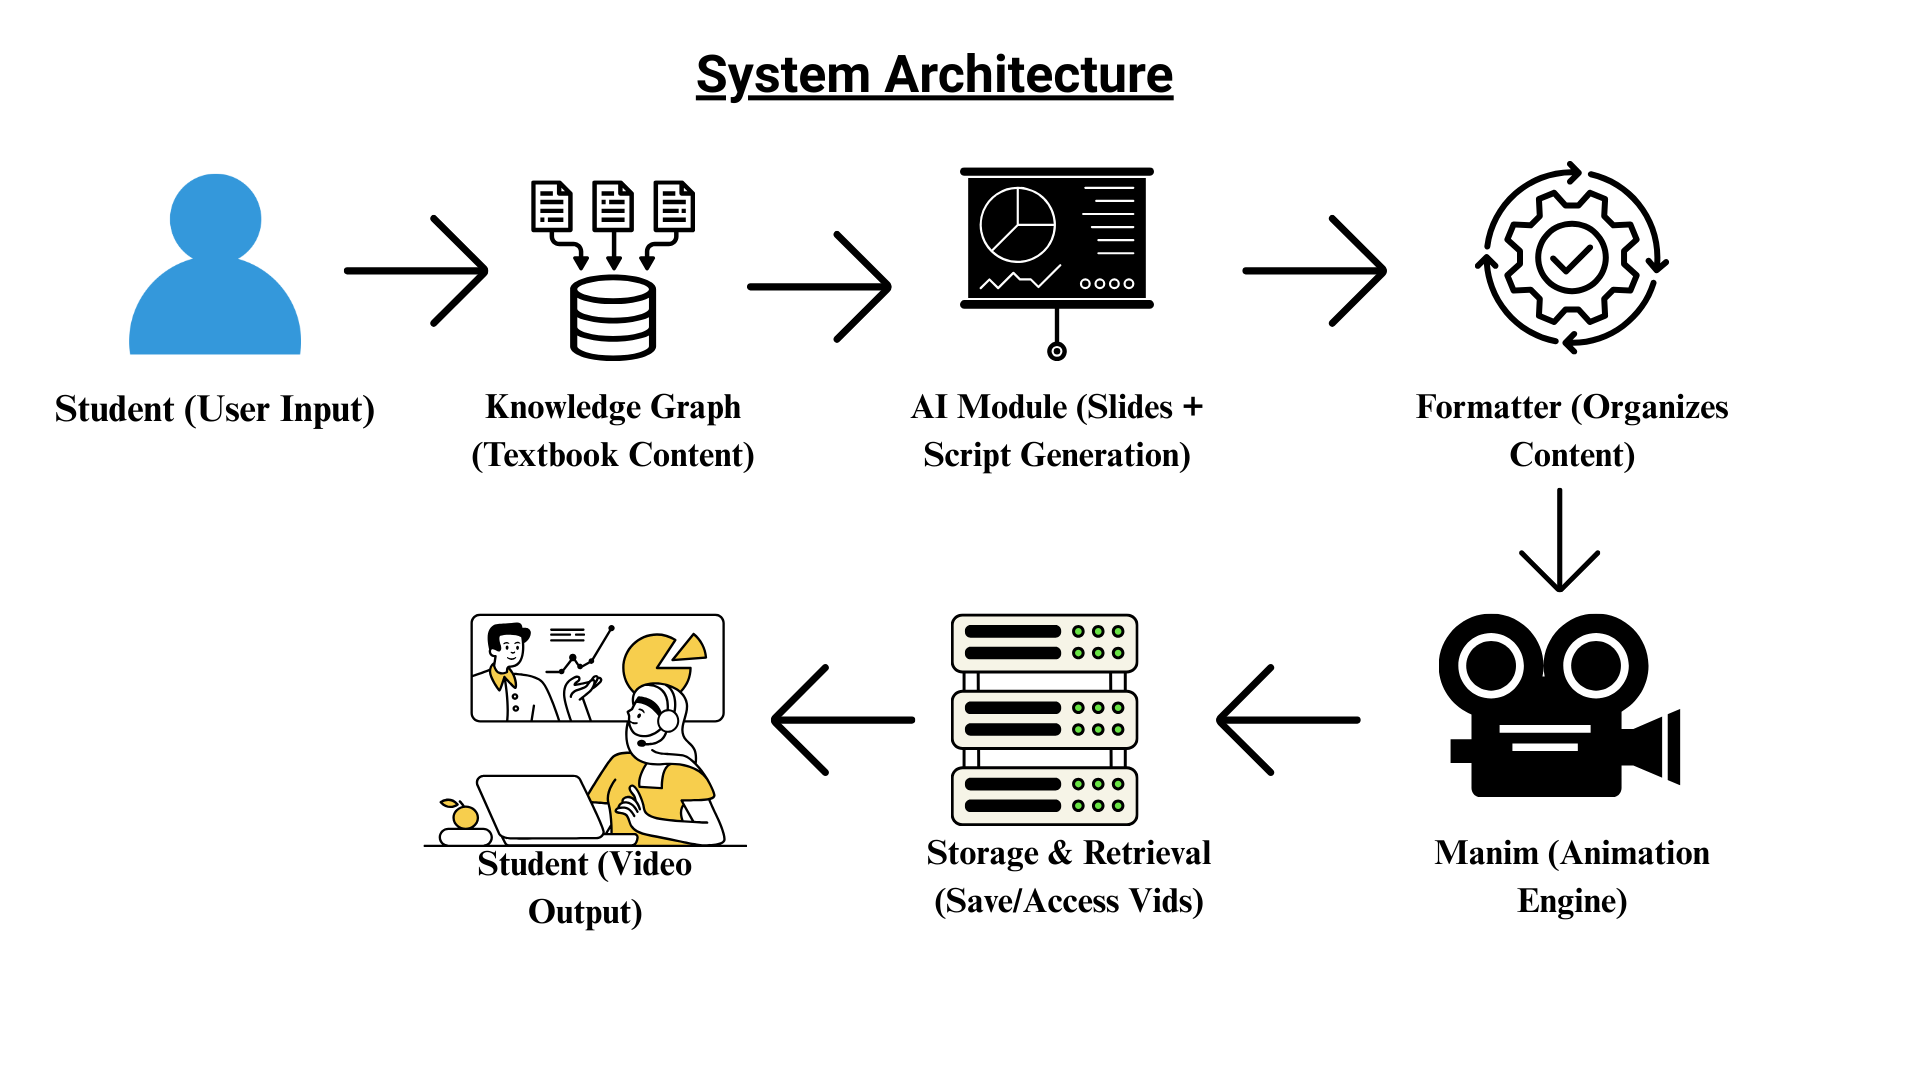 System Architecture
Student (User Input)
Knowledge Graph
(Textbook Content)
AI Module (Slides +
Script Generation)
Formatter (Organizes
Content)
Student (Video
Output)
Storage & Retrieval
(Save/Access Vids)
Manim (Animation
Engine)